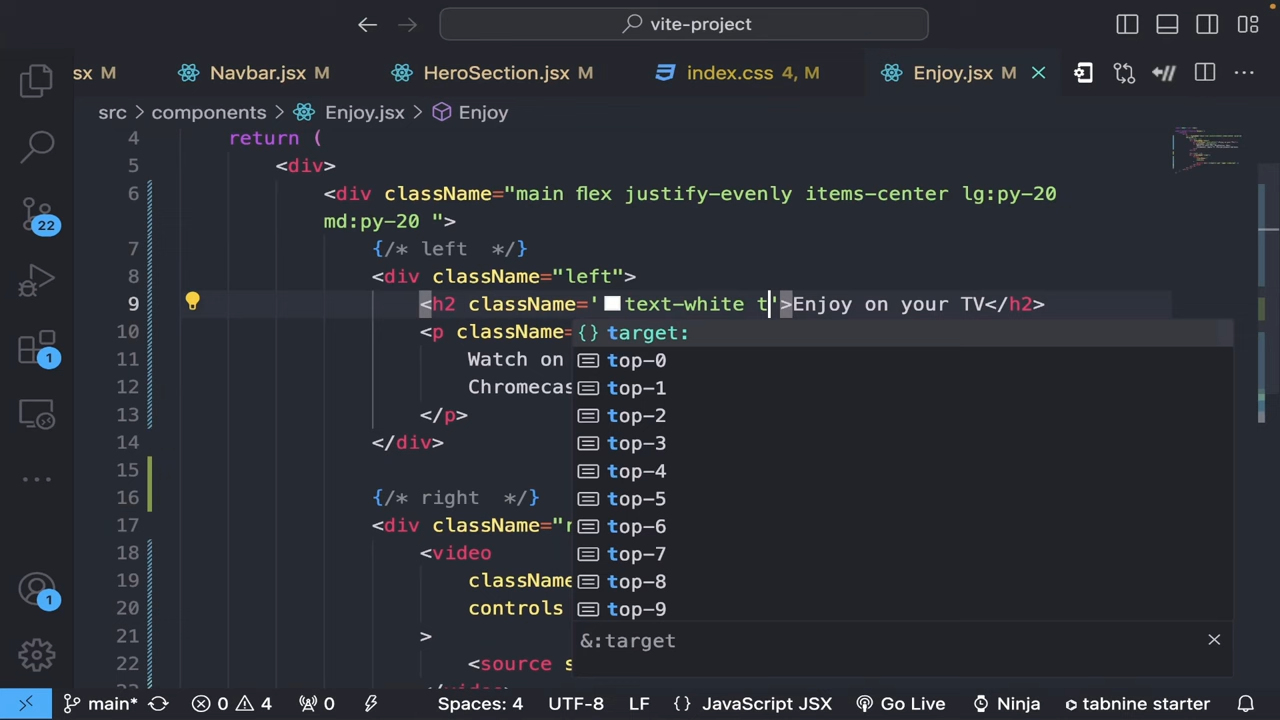 vite-project
sx M
Navbar.jsx M
HeroSection.jsx M
index.css 4, M
Enjoy.jsx M
src > components > Enjoy.jsx > Enjoy
4 return (
5 <div>
6 <div className="main flex justify-evenly items-center lg:py-20
md:py-20 ">
7 {/* left */}
8 <div className="left">
9 <h2 className='text-white t'>Enjoy on your TV</h2>
10 <p className=
11 Watch on
12 Chromecas
13 </p>
14 </div>
15
16 {/* right */}
17 <div className="r
18 <video
19 className
20 controls
21 >
22 <source s
{} target:
top-0
top-1
top-2
top-3
top-4
top-5
top-6
top-7
top-8
top-9
&:target
22
1
1
main* 0 4 0 Spaces: 4 UTF-8 LF {} JavaScript JSX Go Live Ninja tabnine starter